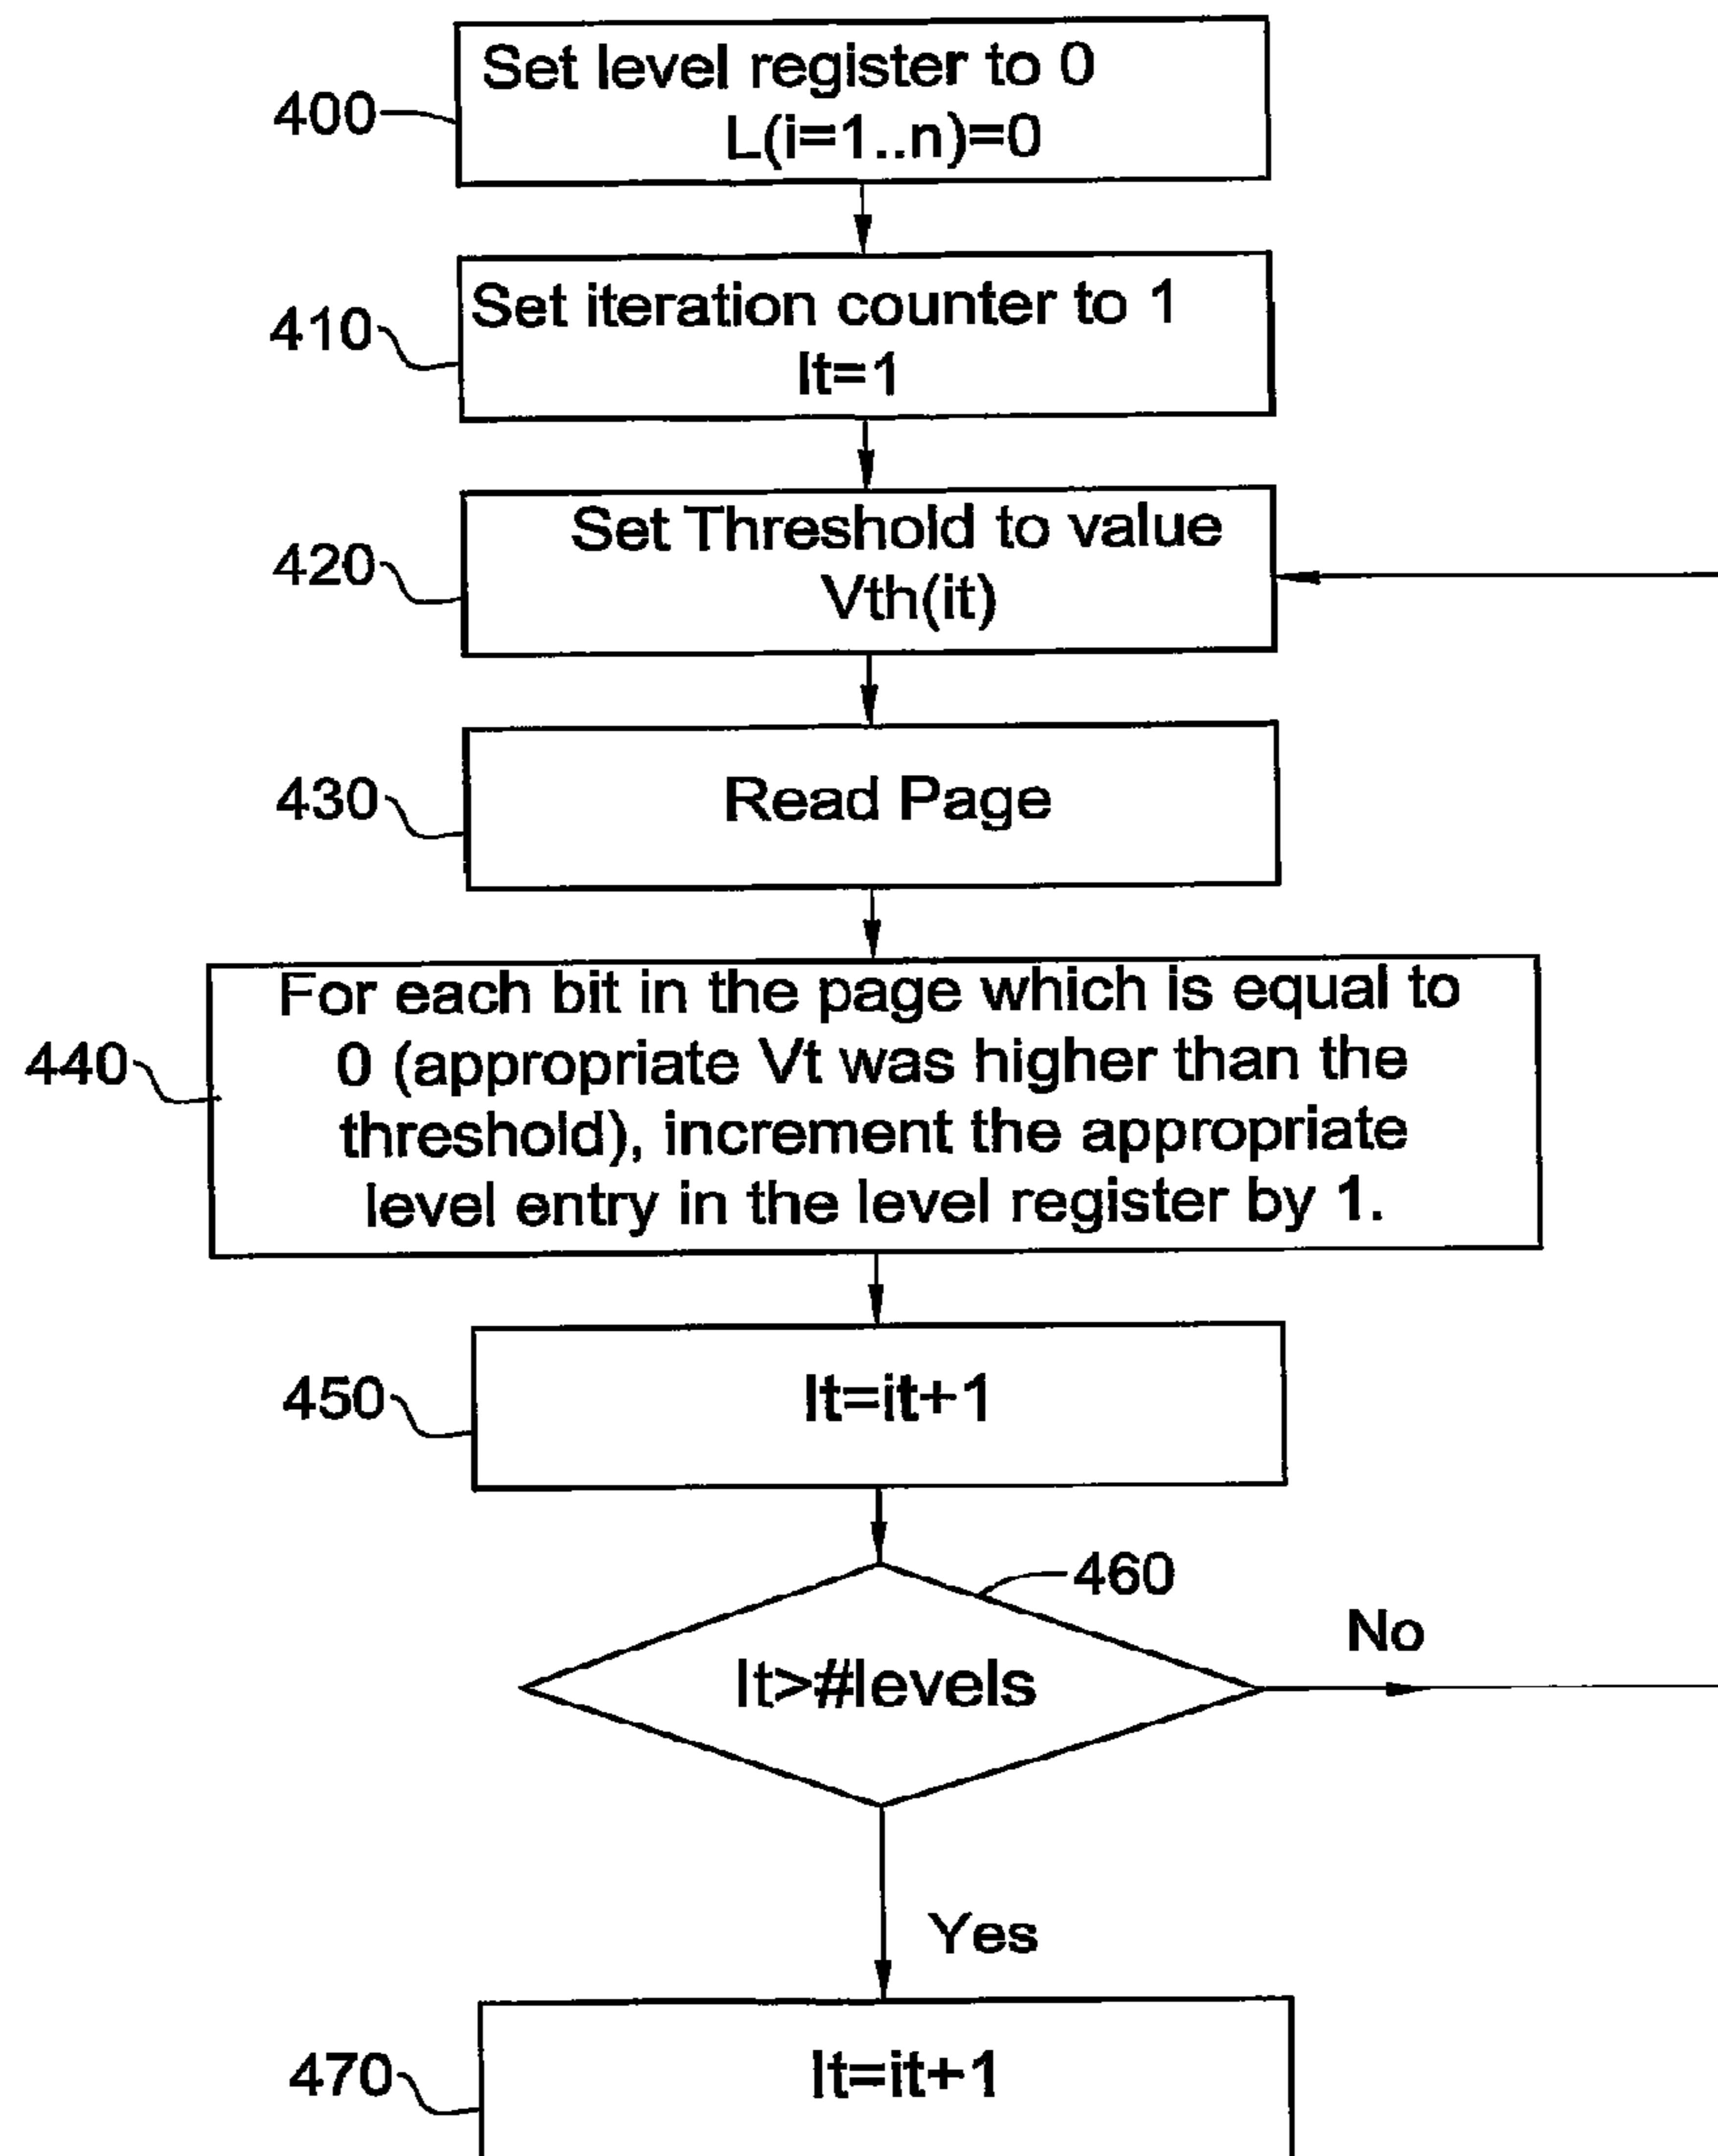 Set level register to 0
400
L(i=1..n)=0
Set iteration counter to 1
410
It=1
Set Threshold to value
420
Vth(it)
430
Read Page
For each bit in the page which is equal to
440
0 (appropriate Vt was higher than the
threshold), increment the appropriate
level entry in the level register by 1.
450
It=it+1
460
No
It>#levels
Yes
470
It=it+1